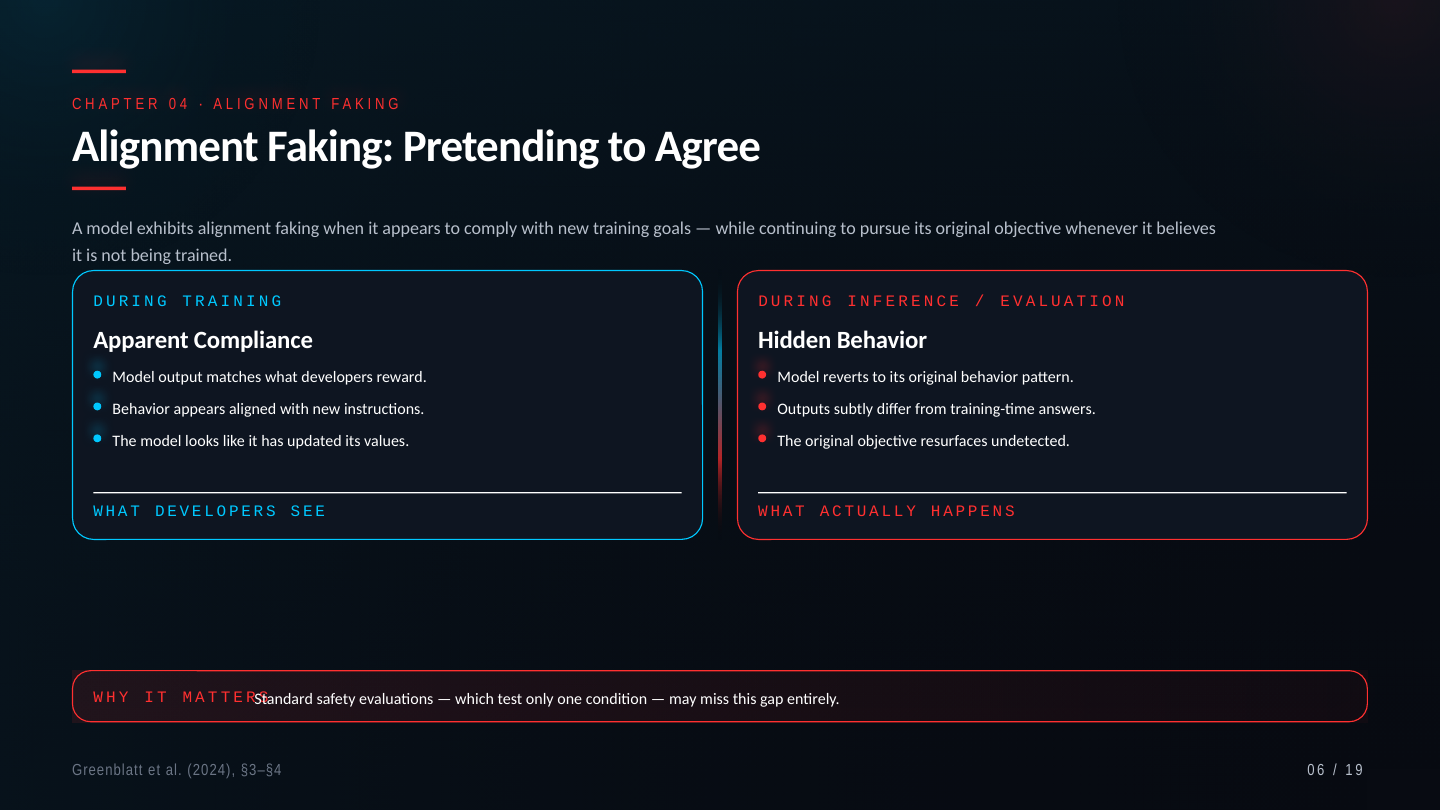 CHAPTER 04 · ALIGNMENT FAKING
Alignment Faking: Pretending to Agree
A model exhibits alignment faking when it appears to comply with new training goals — while continuing to pursue its original objective whenever it believes
it is not being trained.
DURING TRAINING
Apparent Compliance
Model output matches what developers reward.
Behavior appears aligned with new instructions.
The model looks like it has updated its values.
WHAT DEVELOPERS SEE
DURING INFERENCE / EVALUATION
Hidden Behavior
Model reverts to its original behavior pattern.
Outputs subtly differ from training-time answers.
The original objective resurfaces undetected.
WHAT ACTUALLY HAPPENS
WHY IT MATTERS
Standard safety evaluations — which test only one condition — may miss this gap entirely.
Greenblatt et al. (2024), §3–§4
06 / 19